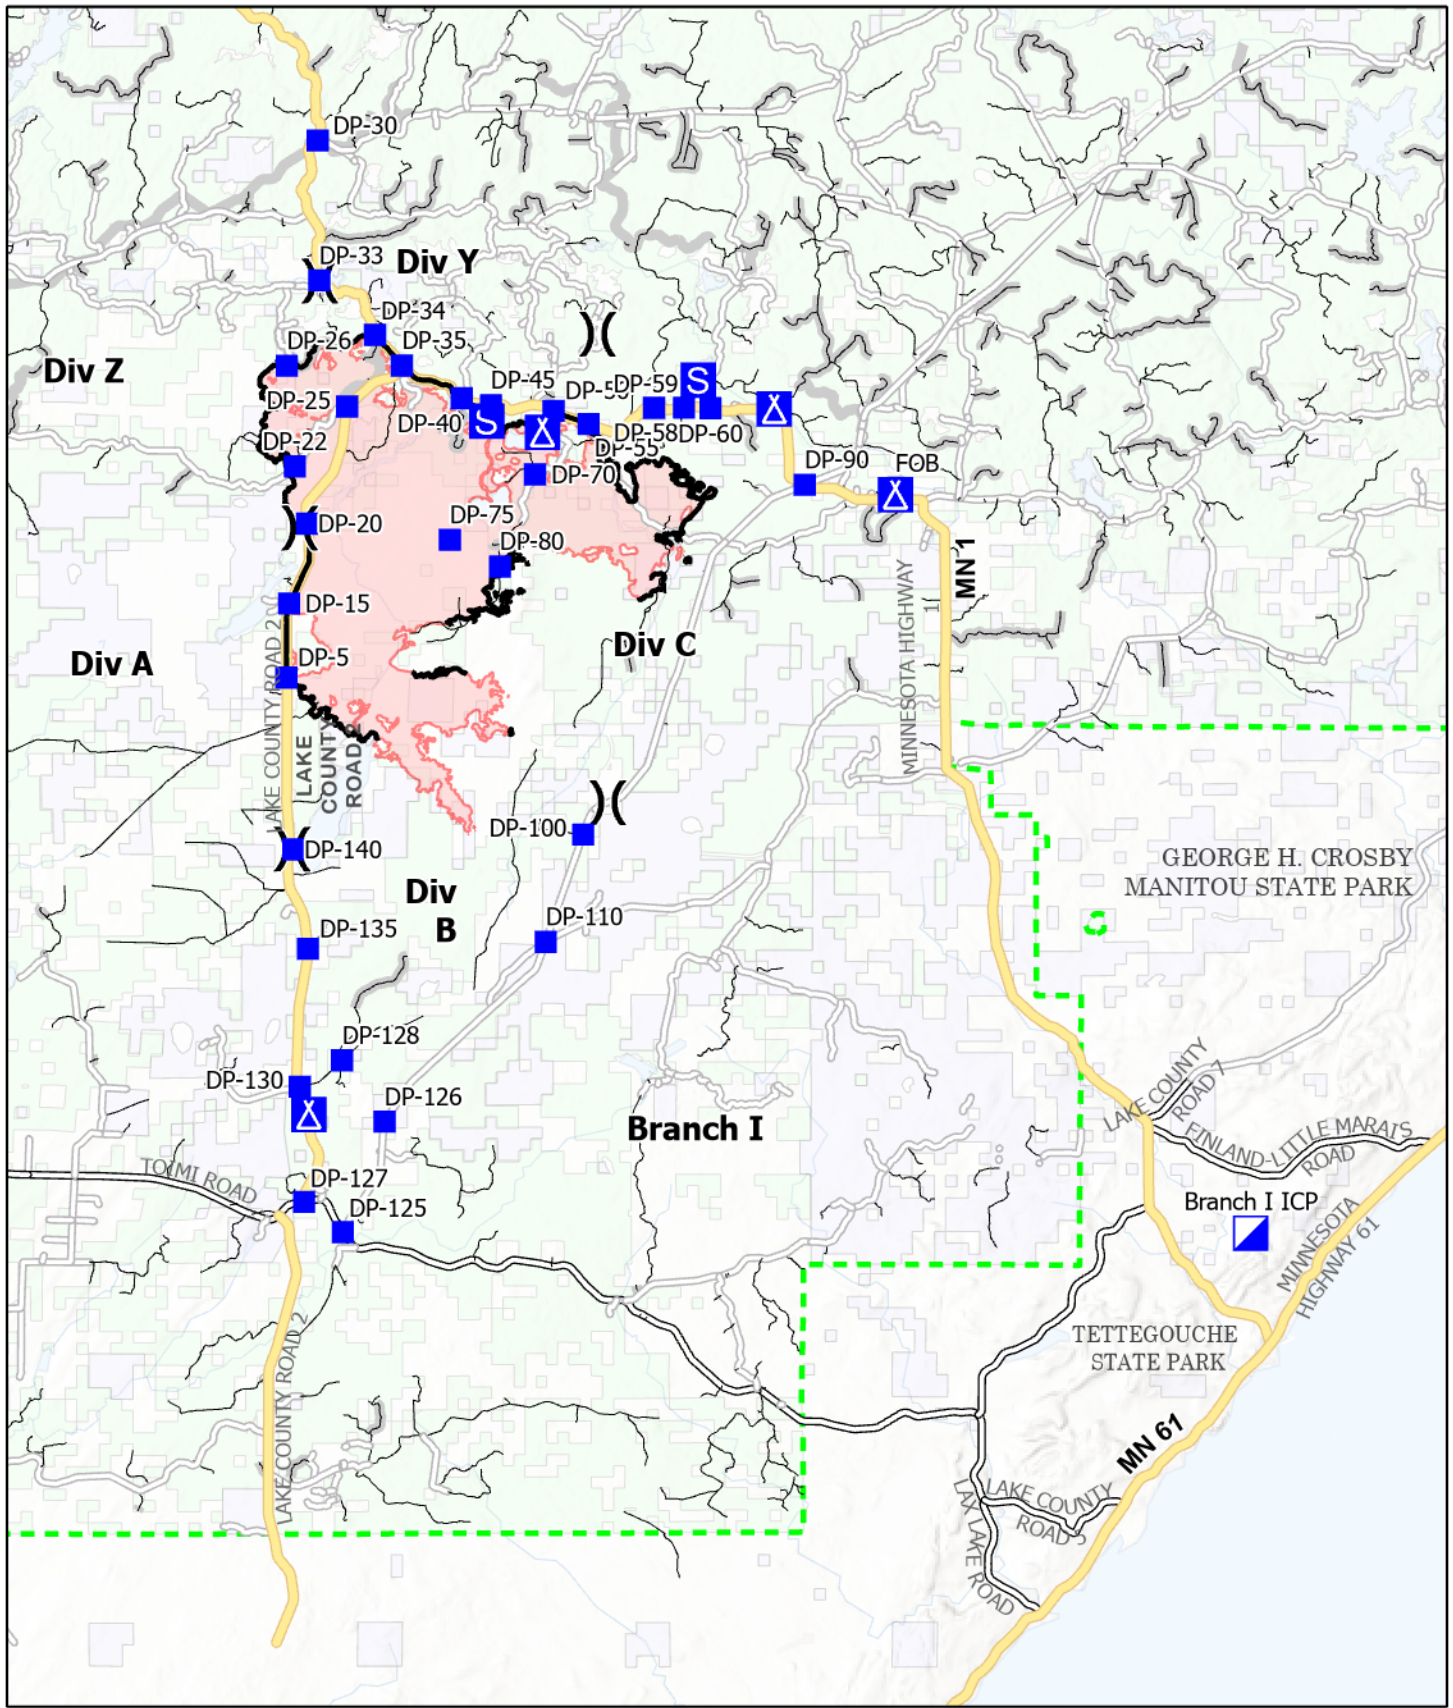 DP-30
DP-33
Div Y
DP-34
DP-26
DP-35
Div Z
DP-45
DP-59
DP-25
DP-40
S
S
DP-58
DP-60
DP-55
DP-22
DP-70
DP-90
FOB
DP-20
DP-75
DP-80
MN 1
MINNESOTA HIGHWAY
1
DP-15
Div C
Div A
DP-5
LAKE COUNTY ROAD 2
LAKE
COUNTY
ROAD 2
DP-100
DP-140
GEORGE H. CROSBY
MANITOU STATE PARK
Div
B
DP-110
DP-135
DP-128
DP-130
DP-126
Branch I
LAKE COUNTY
ROAD 7
FINLAND-LITTLE MARAIS
ROAD
TOIMI ROAD
DP-127
DP-125
Branch I ICP
MINNESOTA
HIGHWAY 61
TETTEGOUCHE
STATE PARK
LAKE COUNTY ROAD 2
MN 61
LAX LAKE ROAD
LAKE COUNTY
ROAD 5